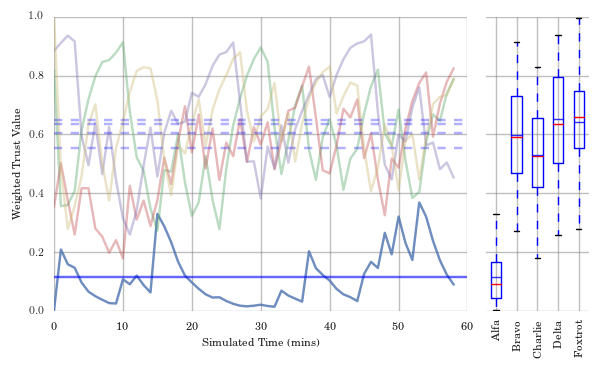 1.0
0.8
0.6
0.4
0.2
0.0
Weighted Trust Value
0
10
20
30
40
50
60
Simulated Time (mins)
Alfa
Bravo
Charlie
Delta
Foxtrot